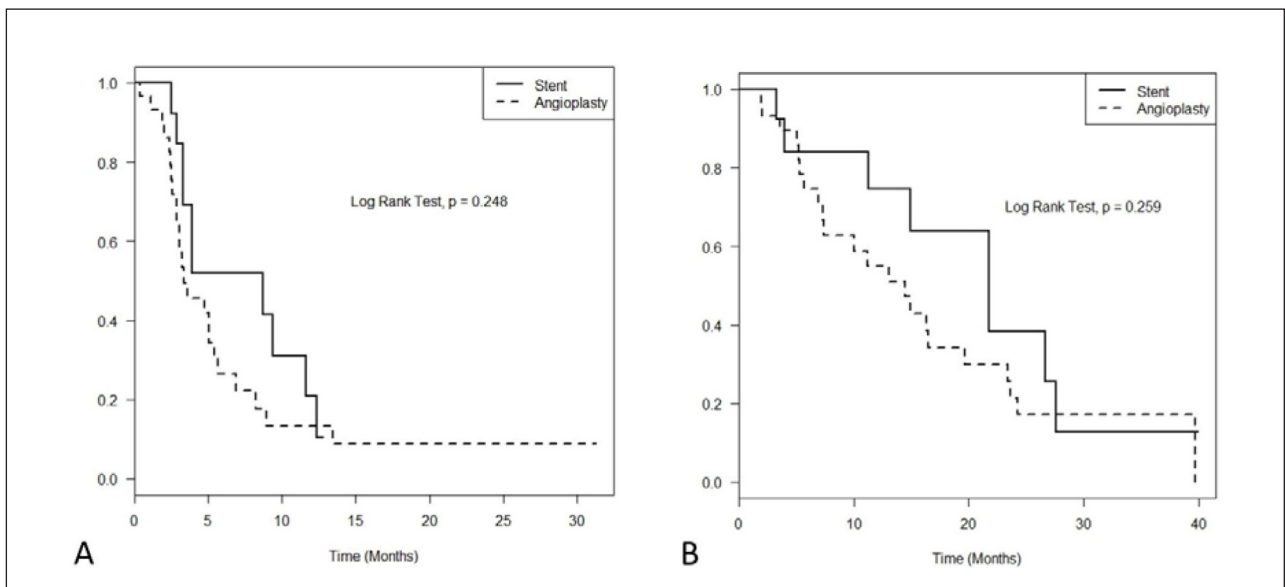 Stent
Angioplasty
Log Rank Test, p = 0.248
1.0
0.8
0.6
0.4
0.2
0.0
0 5 10 15 20 25 30
Time (Months)
A
Stent
Angioplasty
Log Rank Test, p = 0.259
1.0
0.8
0.6
0.4
0.2
0.0
0 10 20 30 40
Time (Months)
B